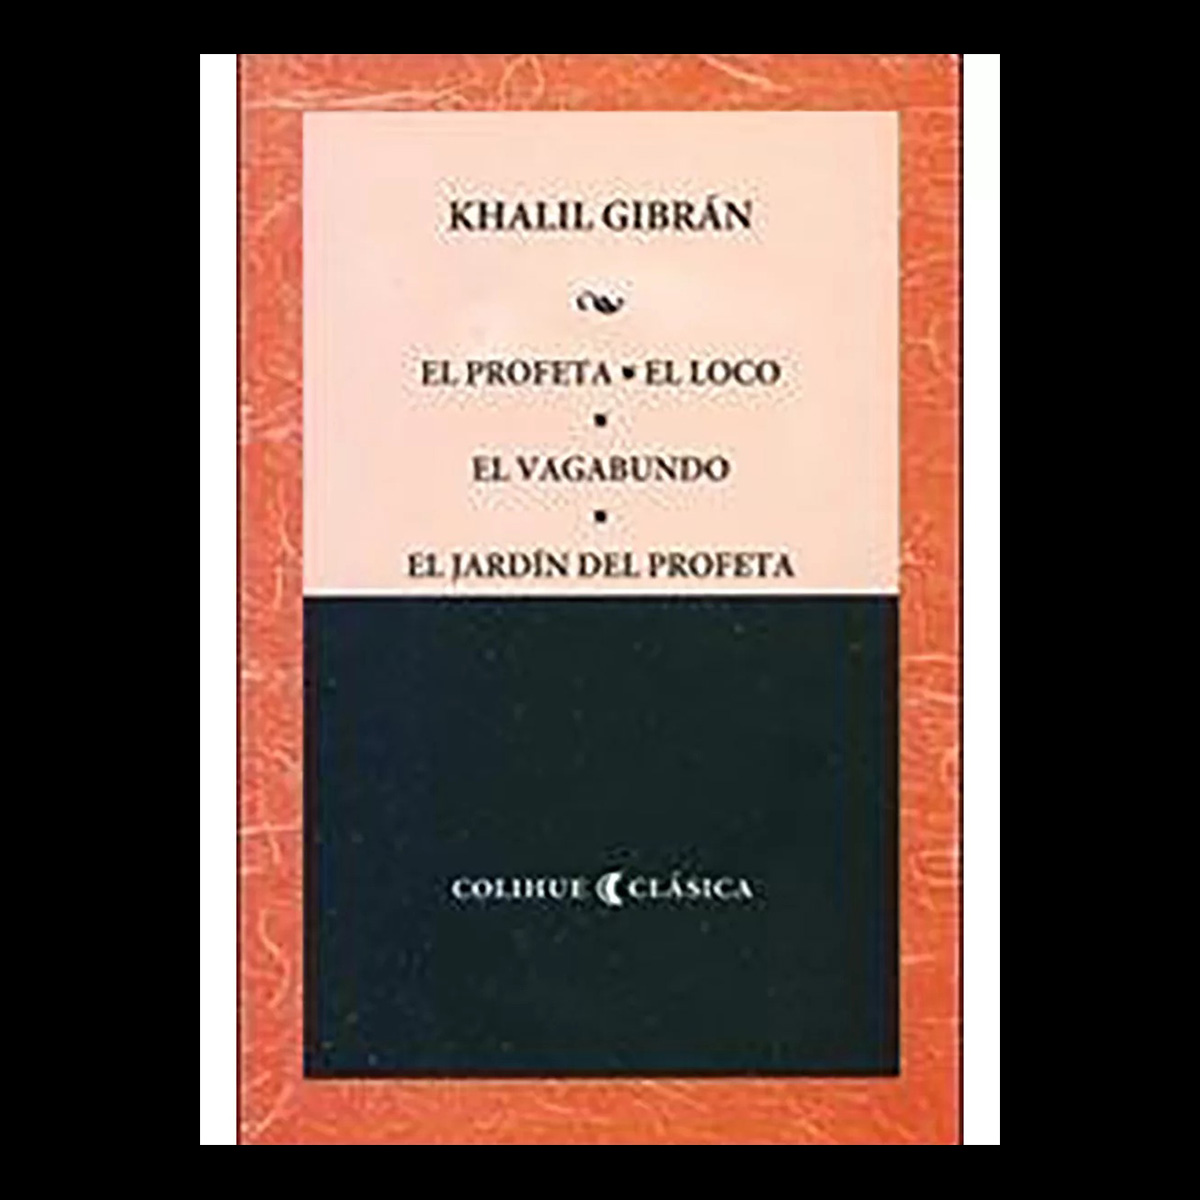 KHALIL GIBRÁN
EL PROFETA ▪ EL LOCO
▪
EL VAGABUNDO
▪
EL JARDÍN DEL PROFETA
COLIHUE CLÁSICA